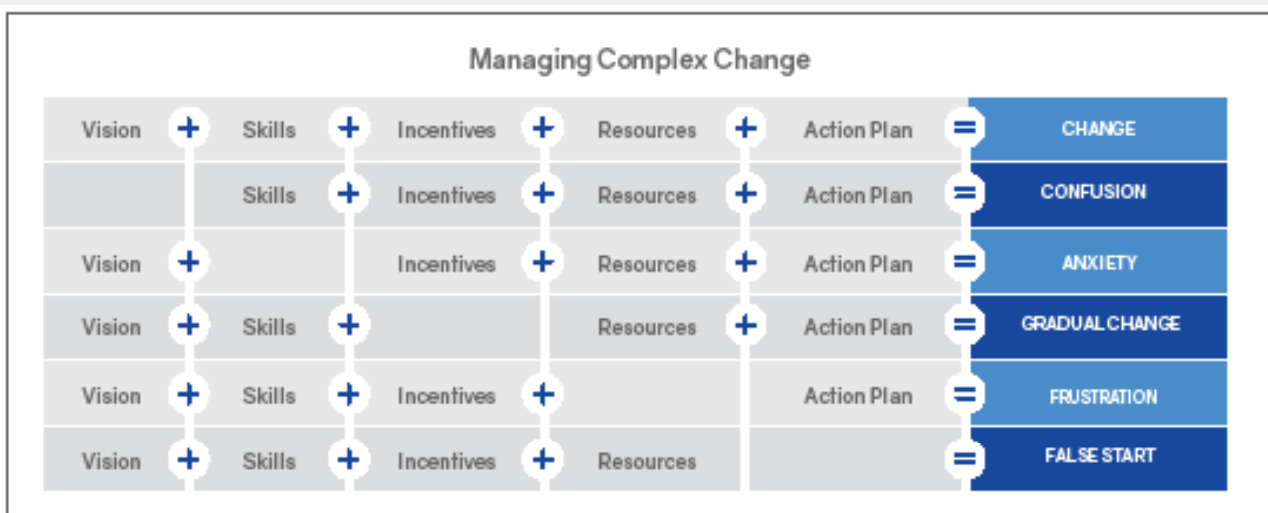 Managing Complex Change
Vision + Skills + Incentives + Resources + Action Plan = CHANGE
Skills + Incentives + Resources + Action Plan = CONFUSION
Vision + Incentives + Resources + Action Plan = ANXIETY
Vision + Skills + Resources + Action Plan = GRADUAL CHANGE
Vision + Skills + Incentives + Action Plan = FRUSTRATION
Vision + Skills + Incentives + Resources = FALSE START